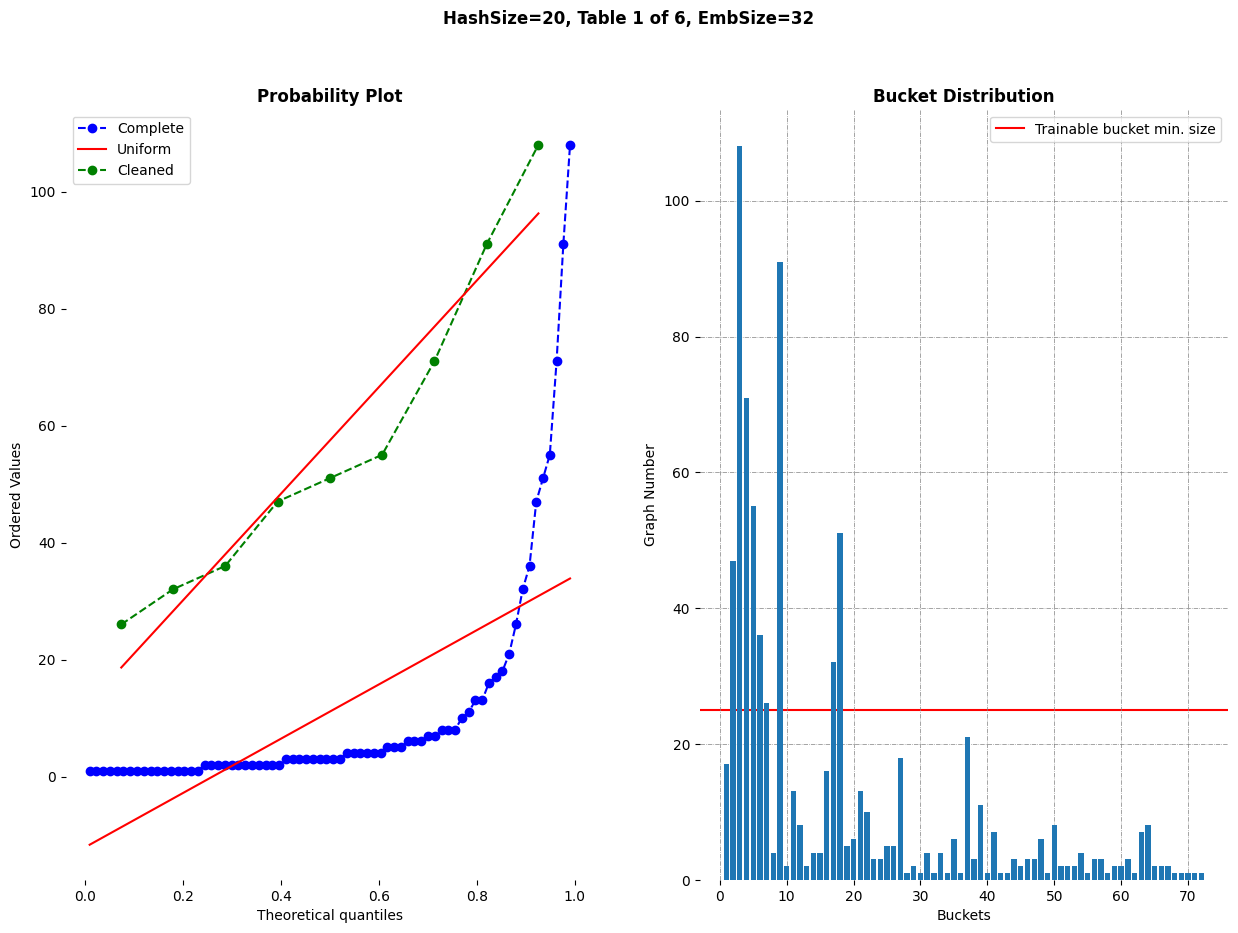 HashSize=20, Table 1 of 6, EmbSize=32
Probability Plot
Complete
Uniform
Cleaned
100
80
60
40
20
0
Ordered Values
0.0 0.2 0.4 0.6 0.8 1.0
Theoretical quantiles
Bucket Distribution
Trainable bucket min. size
100
80
60
40
20
0
Graph Number
0 10 20 30 40 50 60 70
Buckets